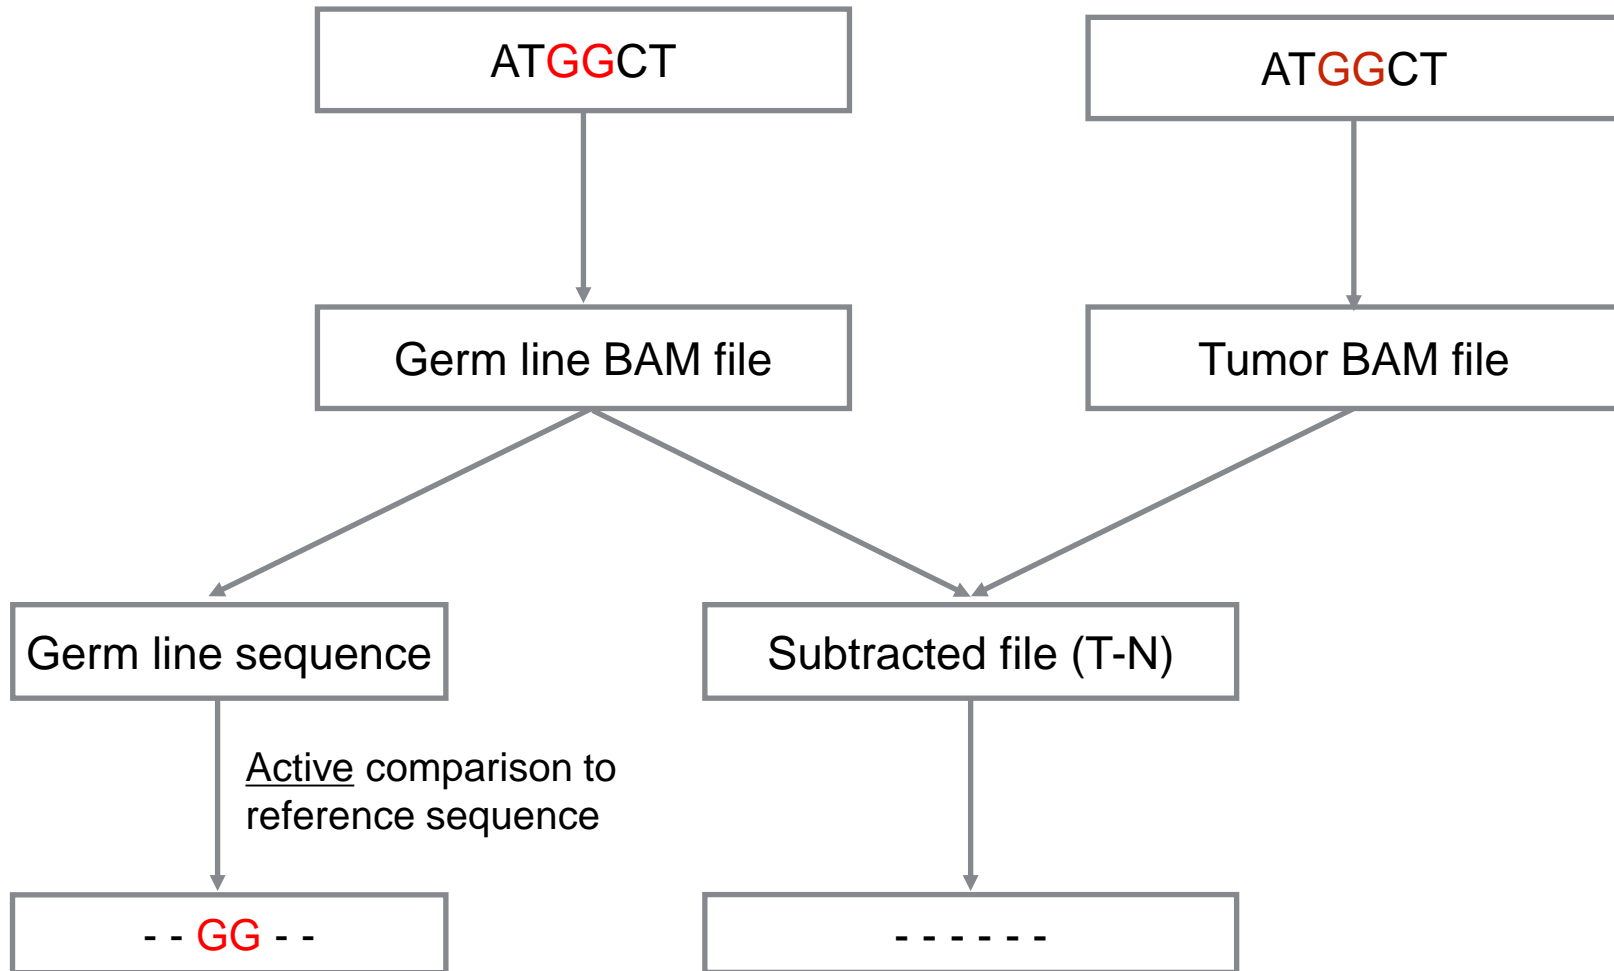 ATGGCT
ATGGCT
Germ line BAM file
Tumor BAM file
Germ line sequence
Subtracted file (T-N)
Active comparison to
reference sequence
- - GG - -
- - - - - -